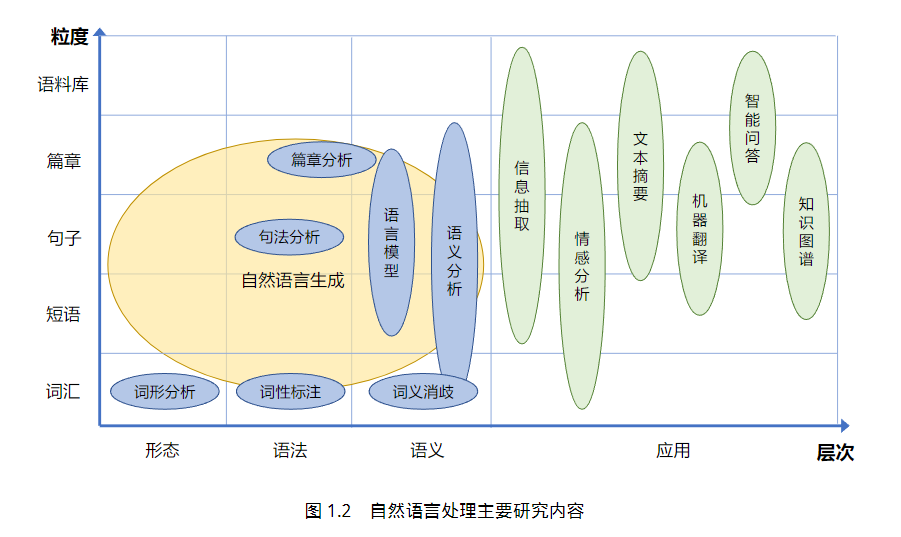 粒度
语料库
篇章
句子
短语
词汇
篇章分析
句法分析
自然语言生成
语言模型
语义分析
词形分析
词性标注
词义消歧
信息抽取
情感分析
文本摘要
机器翻译
智能问答
知识图谱
形态
语法
语义
应用
层次
图 1.2 自然语言处理主要研究内容